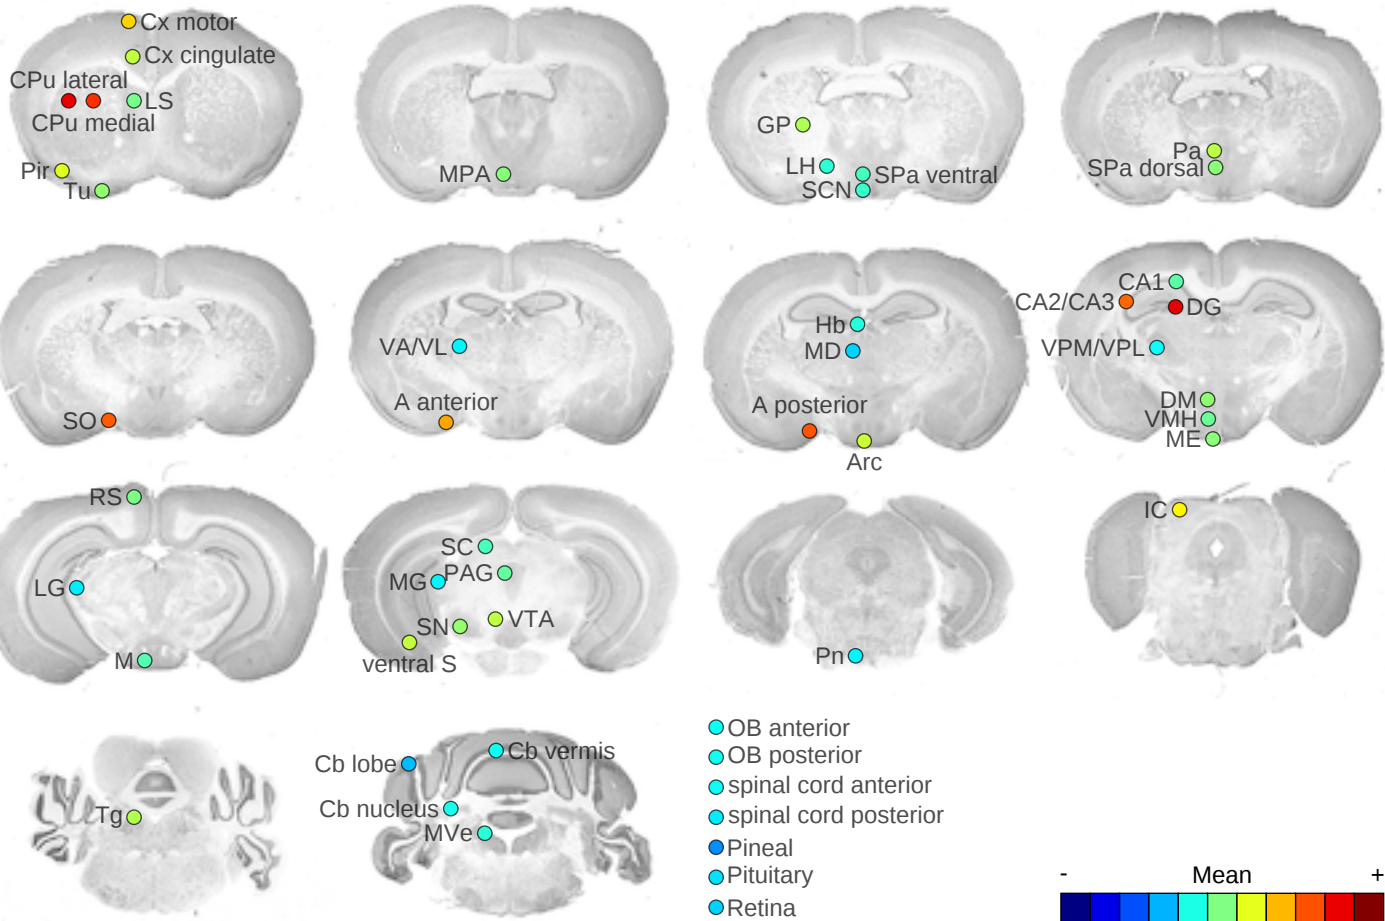 Cx motor
Cx cingulate
CPu lateral
LS
CPu medial
Pir
Tu
MPA
GP
LH
SPa ventral
SCN
Pa
SPa dorsal
SO
VA/VL
A anterior
Hb
MD
A posterior
Arc
CA1
CA2/CA3
DG
VPM/VPL
DM
VMH
ME
RS
LG
M
SC
MG
PAG
SN
VTA
ventral S
Pn
IC
Tg
Cb lobe
Cb vermis
Cb nucleus
MVe
OB anterior
OB posterior
spinal cord anterior
spinal cord posterior
Pineal
Pituitary
Retina
- Mean +